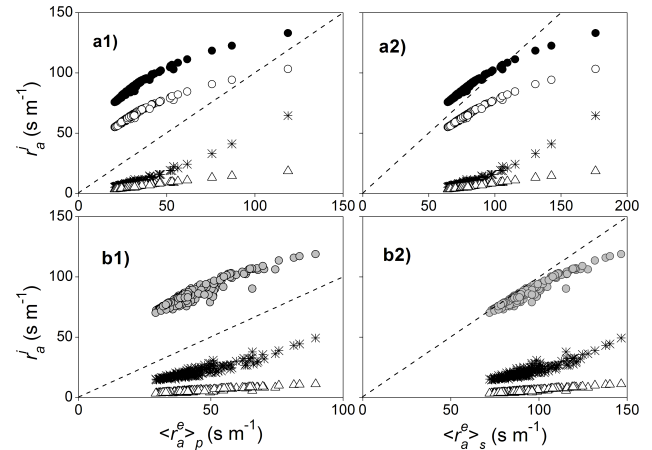 150
100
50
0
r_a^j (s m^-1)
a1)
0 50 100 150
a2)
0 50 100 150 200
150
100
50
0
r_a^j (s m^-1)
b1)
0 50 100
<r_a^e>_p (s m^-1)
b2)
0 50 100 150
<r_a^e>_s (s m^-1)